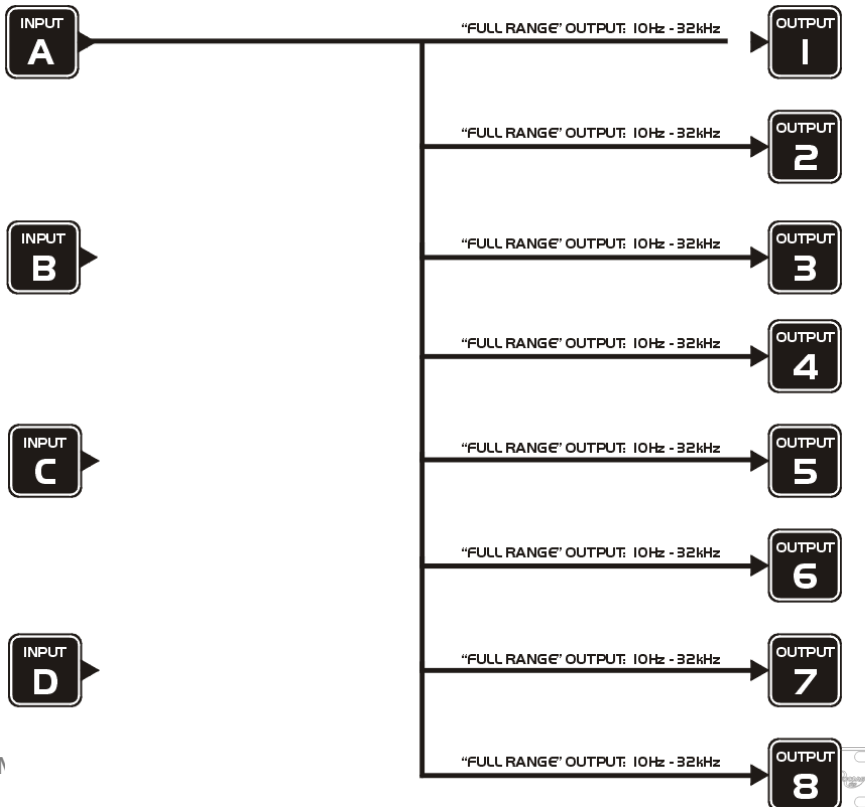 INPUT
A
"FULL RANGE" OUTPUT: 10Hz - 32kHz
OUTPUT
1
"FULL RANGE" OUTPUT: 10Hz - 32kHz
OUTPUT
2
INPUT
B
"FULL RANGE" OUTPUT: 10Hz - 32kHz
OUTPUT
3
"FULL RANGE" OUTPUT: 10Hz - 32kHz
OUTPUT
4
INPUT
C
"FULL RANGE" OUTPUT: 10Hz - 32kHz
OUTPUT
5
"FULL RANGE" OUTPUT: 10Hz - 32kHz
OUTPUT
6
INPUT
D
"FULL RANGE" OUTPUT: 10Hz - 32kHz
OUTPUT
7
"FULL RANGE" OUTPUT: 10Hz - 32kHz
OUTPUT
8